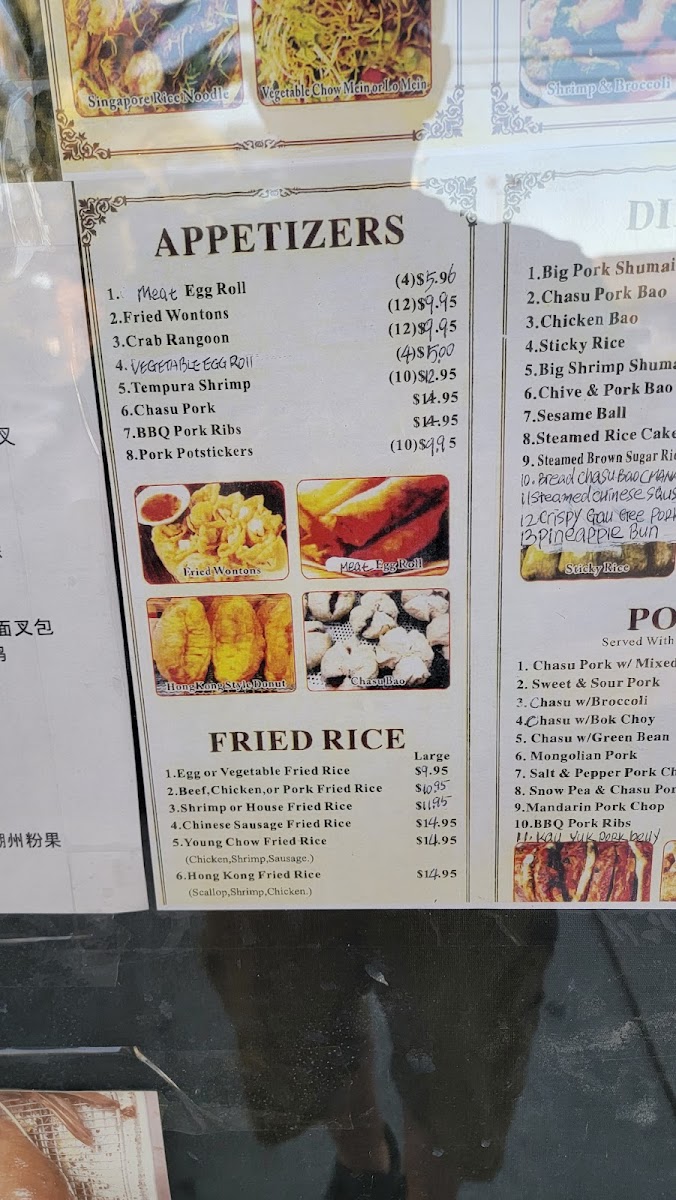 Singapore Rice Noodle
Vegetable Chow Mein or Lo Mein
Shrimp & Broccoli
叉
面叉包
潮州粉果
APPETIZERS
1. Meat Egg Roll (4)$5.96
2.Fried Wontons (12)$9.95
3.Crab Rangoon (12)$9.95
4. VEGETABLE EGG Roll (4)$5.00
5.Tempura Shrimp (10)$12.95
6.Chasu Pork $14.95
7.BBQ Pork Ribs $14.95
8.Pork Potstickers (10)$9.95
Fried Wontons
Meat Egg Roll
HongKong Style Donut
Chasu Bao
FRIED RICE
Large
1.Egg or Vegetable Fried Rice $9.95
2.Beef,Chicken,or Pork Fried Rice $10.95
3.Shrimp or House Fried Rice $11.95
4.Chinese Sausage Fried Rice $14.95
5.Young Chow Fried Rice $14.95
(Chicken,Shrimp,Sausage.)
6.Hong Kong Fried Rice $14.95
(Scallop,Shrimp,Chicken.)
DI
1.Big Pork Shumai
2.Chasu Pork Bao
3.Chicken Bao
4.Sticky Rice
5.Big Shrimp Shuma
6.Chive & Pork Bao
7.Sesame Ball
8.Steamed Rice Cake
9. Steamed Brown Sugar Ri
10. Bread Chasu BaO
11 Steamed chinese saus
12 Crispy Gau Gee Pork
13 Pineapple Bun
Sticky Rice
PO
Served With
1. Chasu Pork w/ Mixed
2. Sweet & Sour Pork
3. Chasu w/Broccoli
4.Chasu w/Bok Choy
5. Chasu w/Green Bean
6. Mongolian Pork
7. Salt & Pepper Pork Ch
8. Snow Pea & Chasu Por
9.Mandarin Pork Chop
10.BBQ Pork Ribs
11. Kau Yuk Pork belly